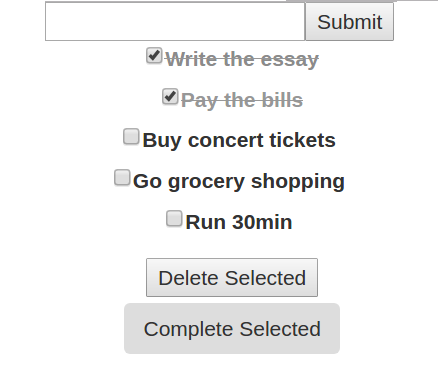 Submit
Write the essay
Pay the bills
Buy concert tickets
Go grocery shopping
Run 30min
Delete Selected
Complete Selected